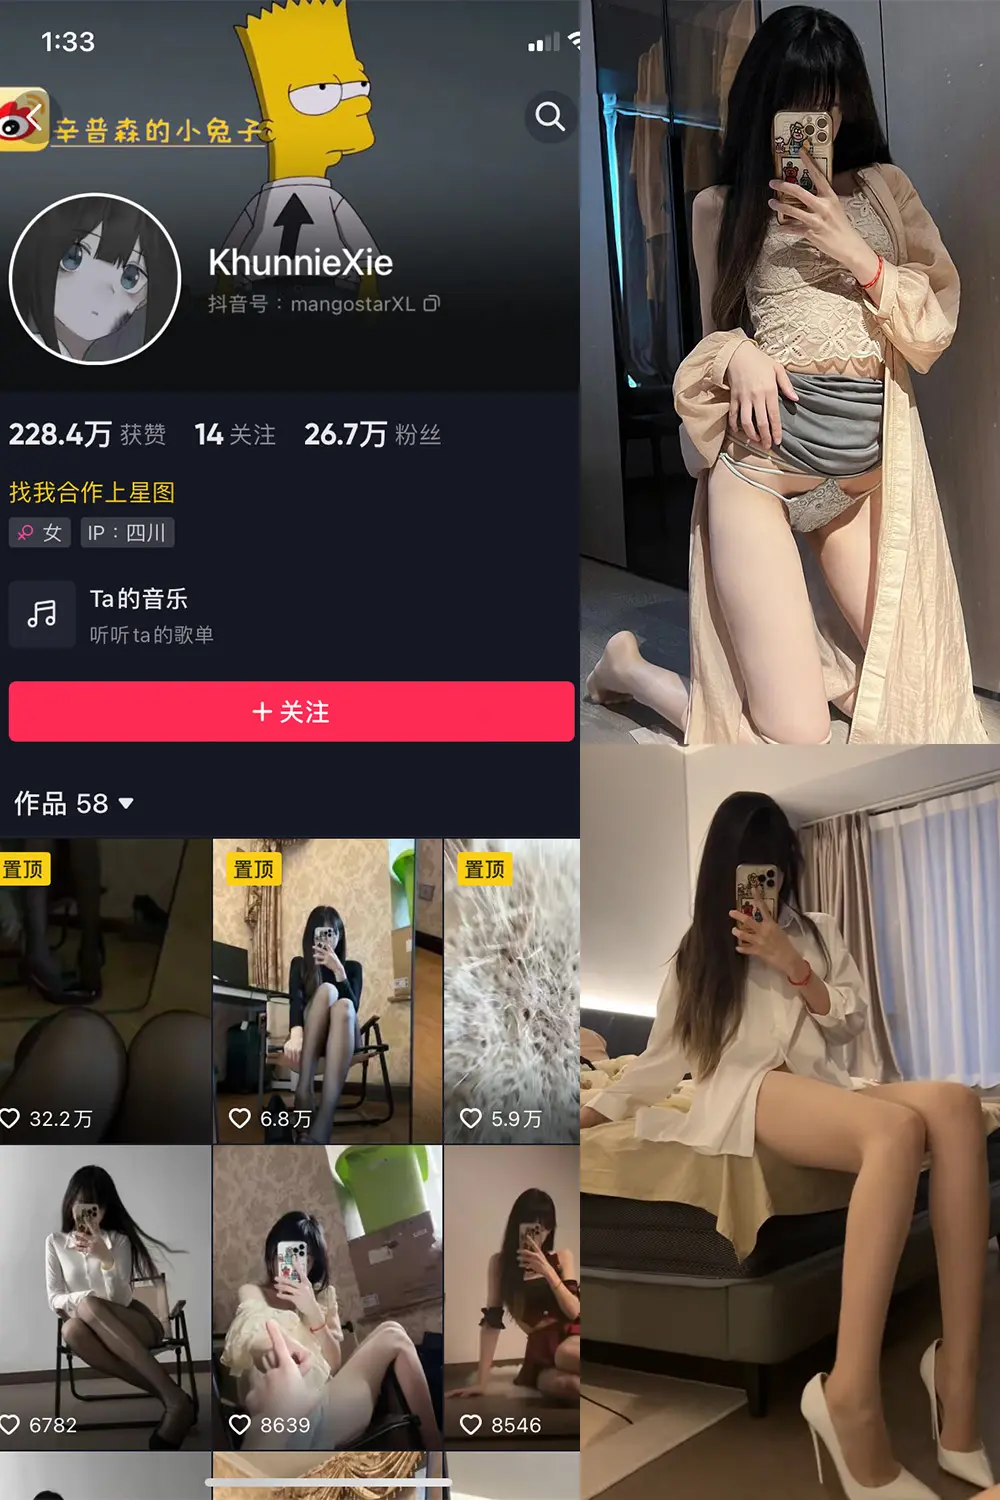 1:33
辛普森的小兔子
KhunnieXie
抖音号：mangostarXL
228.4万 获赞 14 关注 26.7万 粉丝
找我合作上星图
女 IP：四川
Ta的音乐
听听ta的歌单
+ 关注
作品 58
置顶 置顶 置顶
32.2万 6.8万 5.9万
6782 8639 8546